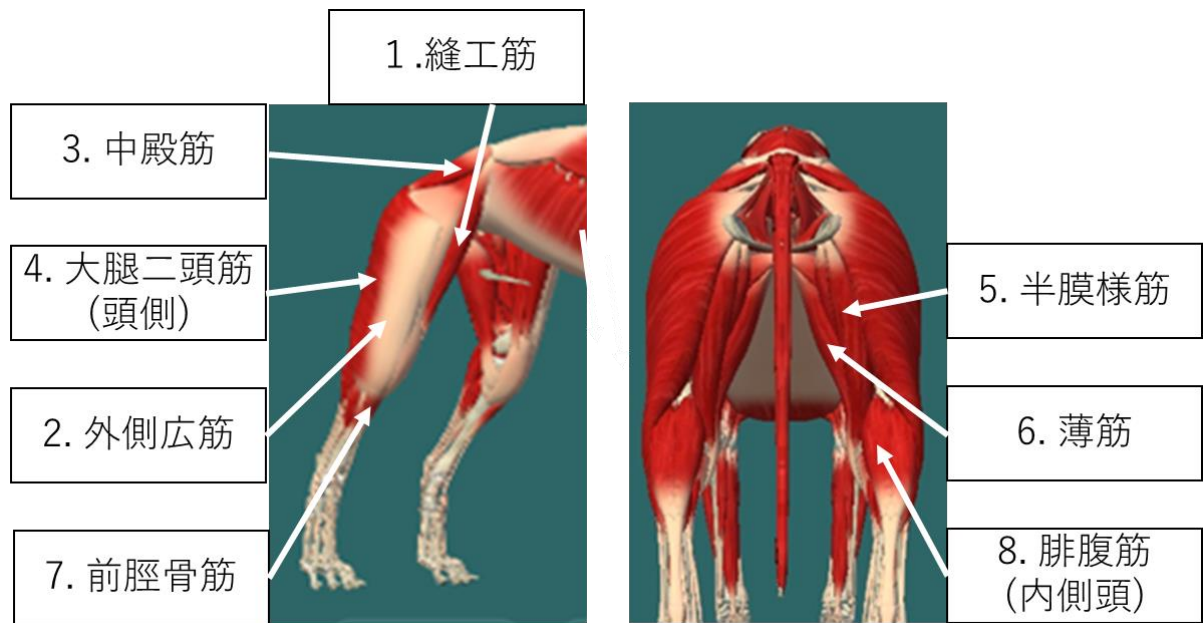 1.縫工筋
3. 中殿筋
4. 大腿二頭筋
(頭側)
2. 外側広筋
7. 前脛骨筋
5. 半膜様筋
6. 薄筋
8. 腓腹筋
(内側頭)